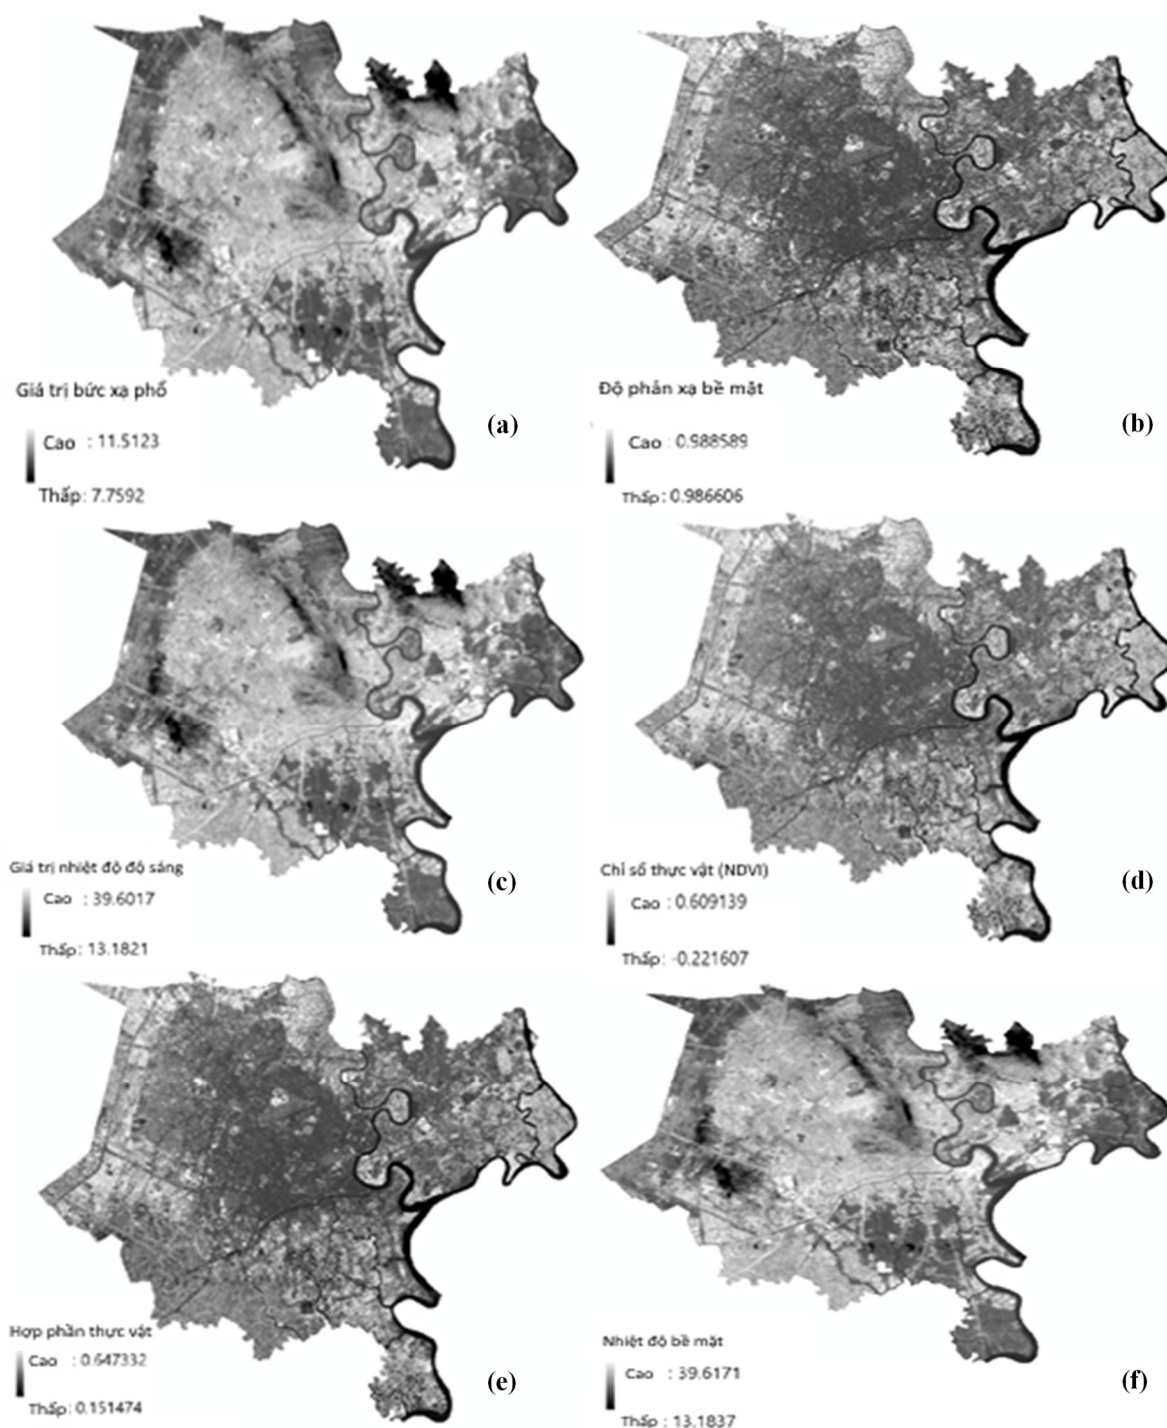 Giá trị bức xạ phổ
Cao : 11.5123
Thấp: 7.7592
(a)
Độ phản xạ bề mặt
Cao : 0.988589
Thấp: 0.986606
(b)
Giá trị nhiệt độ độ sáng
Cao : 39.6017
Thấp: 13.1821
(c)
Chỉ số thực vật (NDVI)
Cao : 0.609139
Thấp: -0.221607
(d)
Hợp phần thực vật
Cao : 0.647332
Thấp: 0.151474
(e)
Nhiệt độ bề mặt
Cao : 39.6171
Thấp : 13.1837
(f)